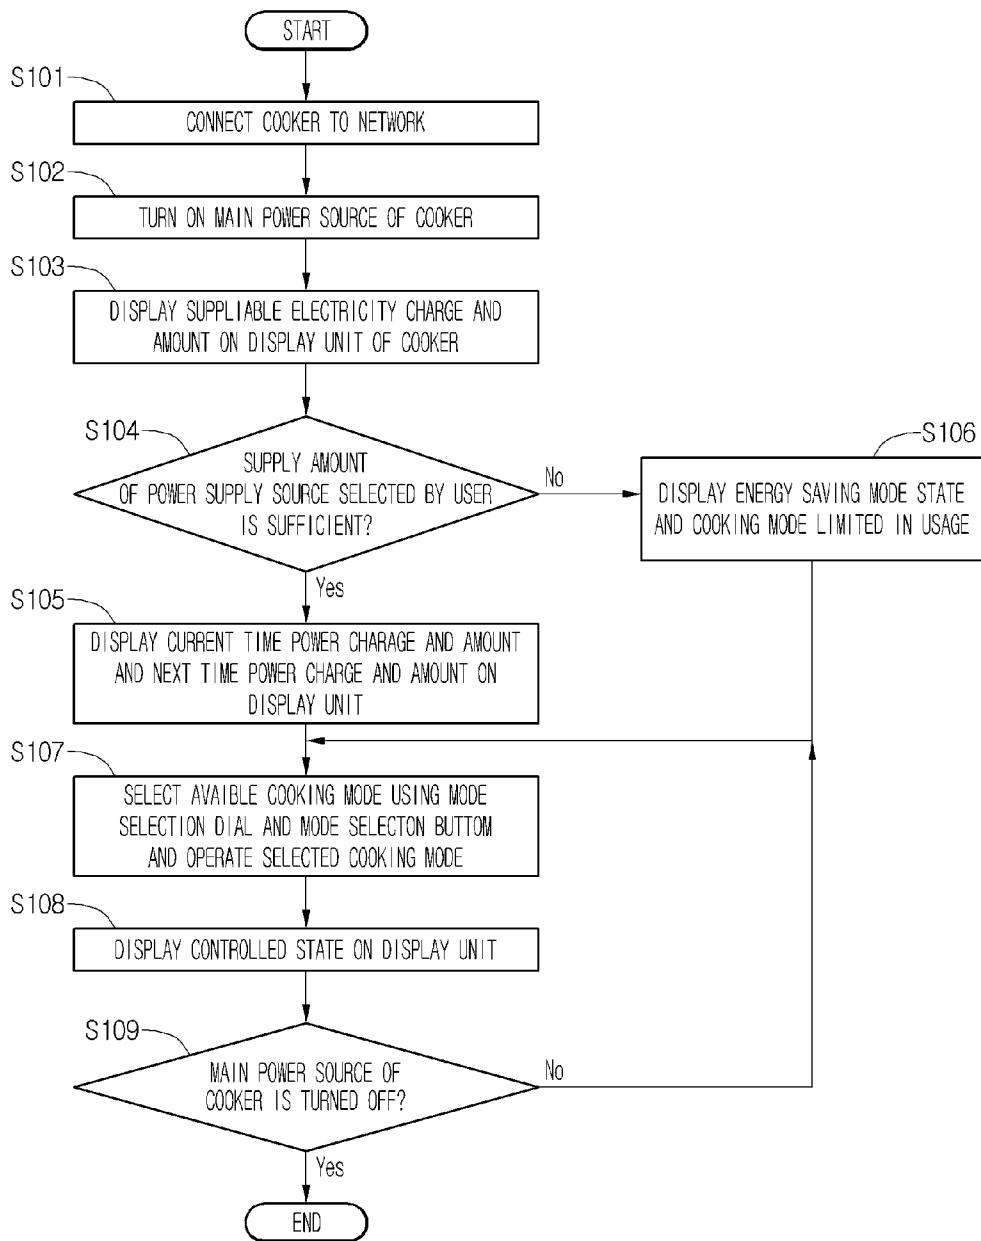 START
S101
CONNECT COOKER TO NETWORK
S102
TURN ON MAIN POWER SOURCE OF COOKER
S103
DISPLAY SUPPLIABLE ELECTRICITY CHARGE AND
AMOUNT ON DISPLAY UNIT OF COOKER
S104
SUPPLY AMOUNT
OF POWER SUPPLY SOURCE SELECTED BY USER
IS SUFFICIENT?
No
S106
DISPLAY ENERGY SAVING MODE STATE
AND COOKING MODE LIMITED IN USAGE
Yes
S105
DISPLAY CURRENT TIME POWER CHARAGE AND AMOUNT
AND NEXT TIME POWER CHARGE AND AMOUNT ON
DISPLAY UNIT
S107
SELECT AVAIBLE COOKING MODE USING MODE
SELECTION DIAL AND MODE SELECTON BUTTOM
AND OPERATE SELECTED COOKING MODE
S108
DISPLAY CONTROLLED STATE ON DISPLAY UNIT
S109
MAIN POWER SOURCE OF
COOKER IS TURNED OFF?
No
Yes
END